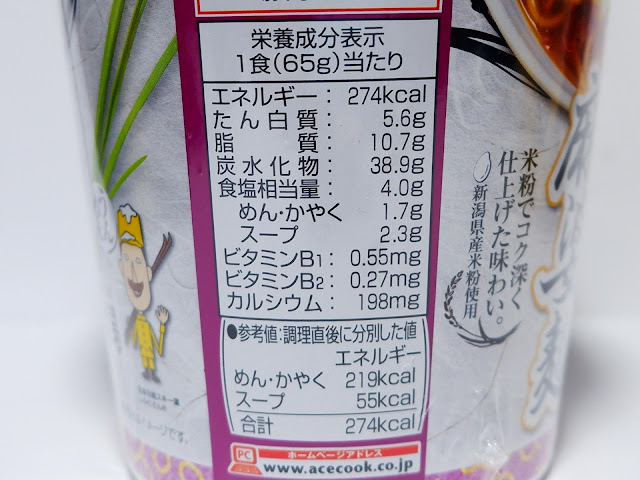 栄養成分表示
1食(65g)当たり
エネルギー: 274kcal
たん白質: 5.6g
脂質: 10.7g
炭水化物: 38.9g
食塩相当量: 4.0g
めん・かやく 1.7g
スープ 2.3g
ビタミンB1: 0.55mg
ビタミンB2: 0.27mg
カルシウム: 198mg
●参考値:調理直後に分別した値
エネルギー
めん・かやく 219kcal
スープ 55kcal
合計 274kcal
PC
ホームページアドレス
www.acecook.co.jp
米粉でコク深く
仕上げた味わい。
新潟県産米粉使用
イメージです。